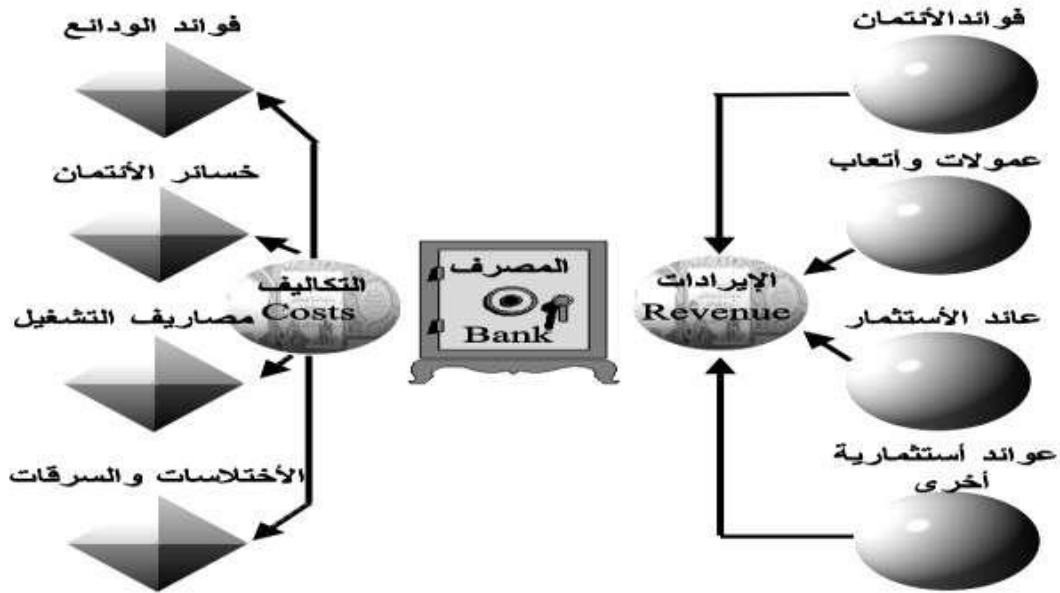 فوائد الودائع
فوائدالأئتمان
خسائر الأئتمان
عمولات وأتعاب
التكاليف
Costs
المصرف
Bank
الإيرادات
Revenue
مصاريف التشغيل
عائد الأستثمار
الأختلاسات والسرقات
عوائد أستثمارية
أخرى